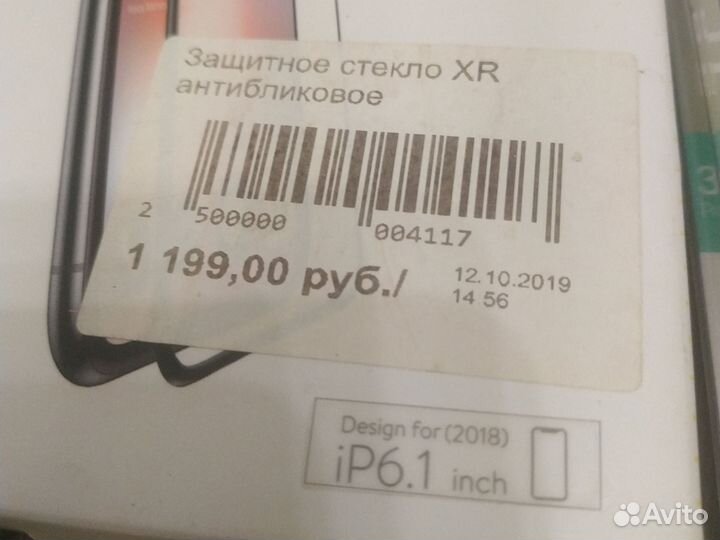 Защитное стекло XR
антибликовое
2 500000 004117
1 199,00 руб./
12.10.2019
14 56
Design for (2018)
iP6.1 inch
3
Avito